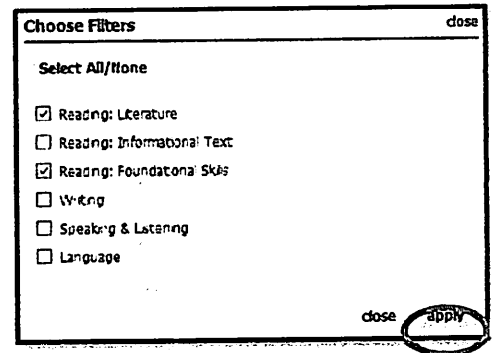 Choose Filters close
Select All/None
Reading: Literature
Reading: Informational Text
Reading: Foundational Skills
Writing
Speaking & Listening
Language
close apply